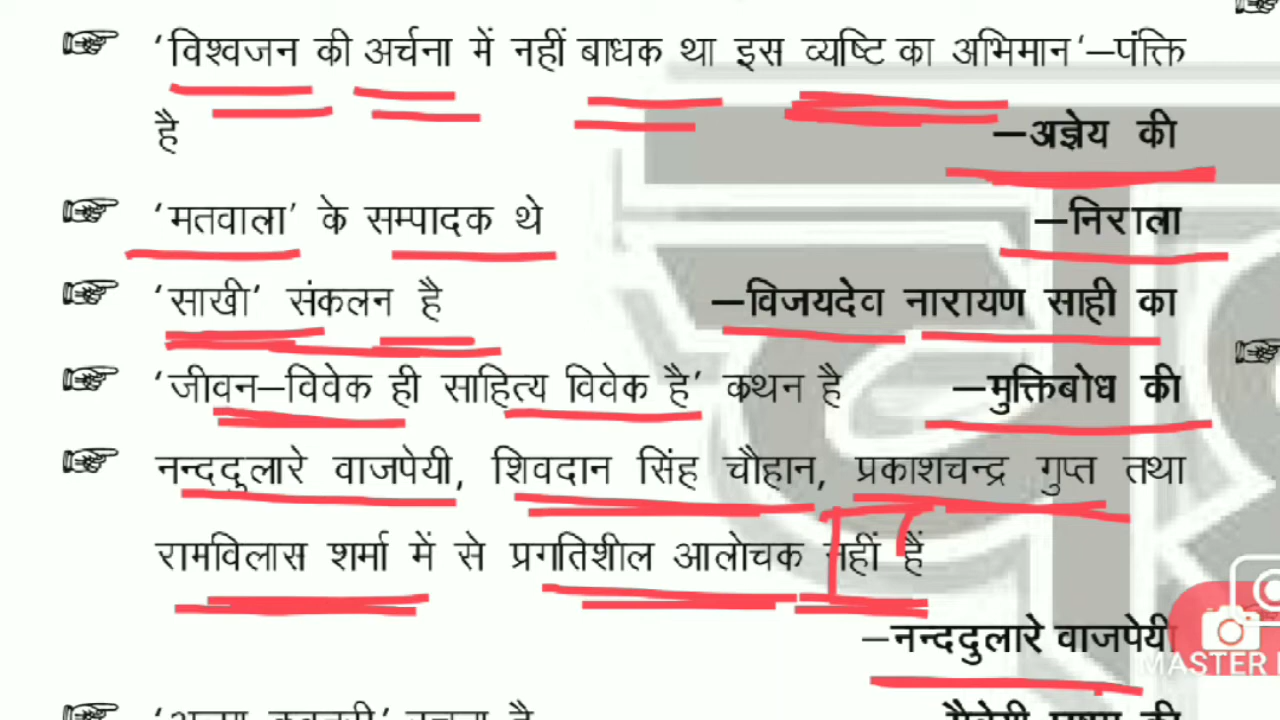 'विश्वजन की अर्चना में नहीं बाधक था इस व्यष्टि का अभिमान'–पंक्ति
है –अज्ञेय की
'मतवाला' के सम्पादक थे –निराला
'साखी' संकलन है –विजयदेव नारायण साही का
'जीवन–विवेक ही साहित्य विवेक है' कथन है –मुक्तिबोध की
नन्ददुलारे वाजपेयी, शिवदान सिंह चौहान, प्रकाशचन्द्र गुप्त तथा
रामविलास शर्मा में से प्रगतिशील आलोचक नहीं हैं
–नन्ददुलारे वाजपेयी
MASTER